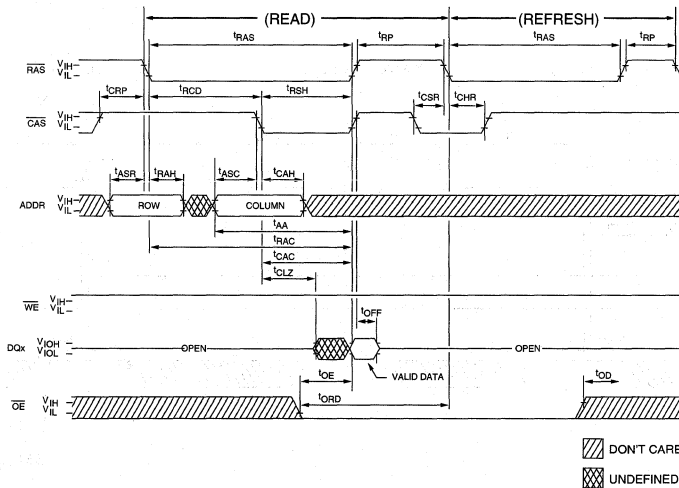 (READ) (REFRESH)
tRAS tRP tRAS tRP
RAS VIH VIL
tCRP tRCD tRSH tCSR tCHR
CAS VIH VIL
tASR tRAH tASC tCAH
ADDR VIH VIL ROW COLUMN
tAA
tRAC
tCAC
tCLZ
WE VIH VIL
tOFF
DQx VIOH VIOL OPEN OPEN
VALID DATA
tOE tOD
tORD
OE VIH VIL
DON'T CARE
UNDEFINED